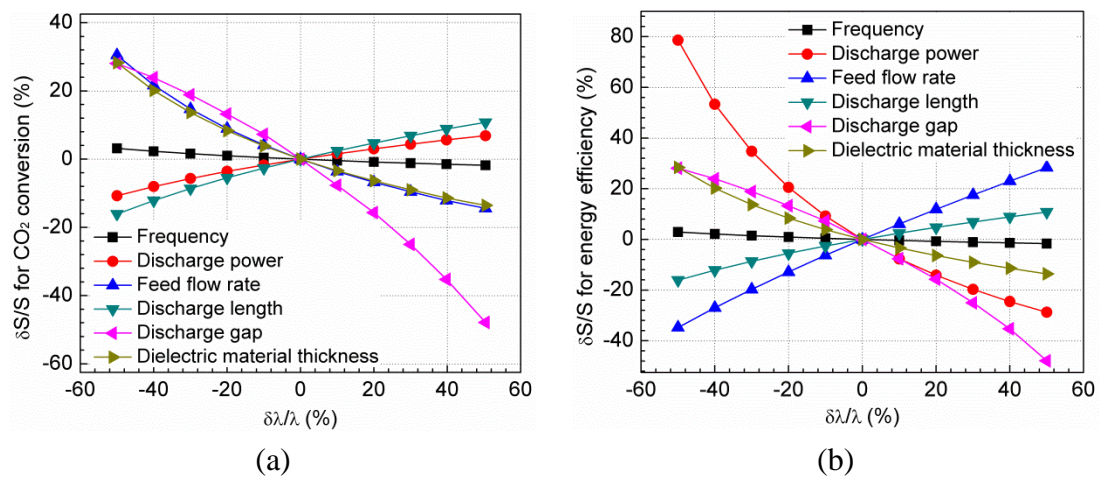 δS/S for CO₂ conversion (%)
40
20
0
-20
-40
-60
Frequency
Discharge power
Feed flow rate
Discharge length
Discharge gap
Dielectric material thickness
-60 -40 -20 0 20 40 60
δλ/λ (%)
(a)
δS/S for energy efficiency (%)
80
60
40
20
0
-20
-40
Frequency
Discharge power
Feed flow rate
Discharge length
Discharge gap
Dielectric material thickness
-60 -40 -20 0 20 40 60
δλ/λ (%)
(b)